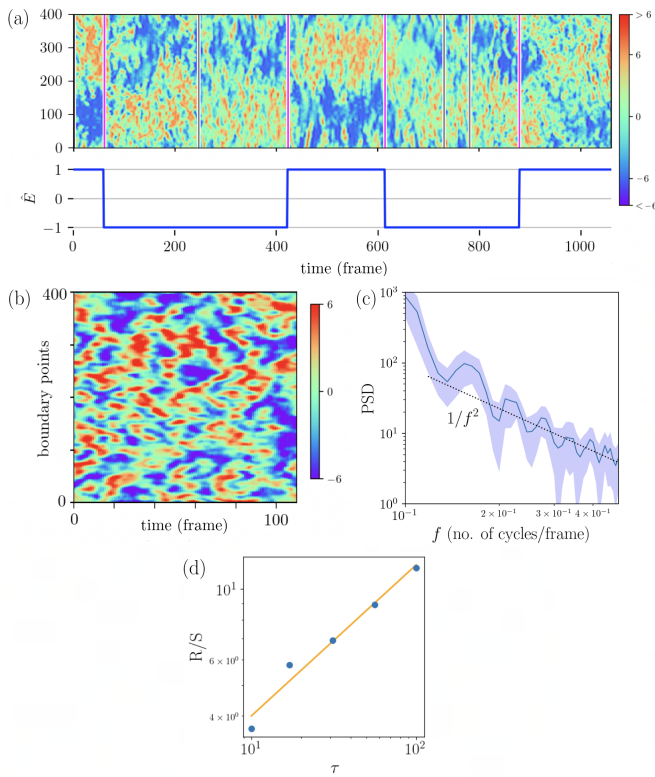 (a)
400
300
200
100
0
> 6
6
0
−6
< −6
1
0
−1
Ê
0 200 400 600 800 1000
time (frame)
(b)
400
0
boundary points
0 100
time (frame)
6
0
−6
(c)
10³
10²
10¹
10⁰
PSD
1/f²
10⁻¹ 2 × 10⁻¹ 3 × 10⁻¹ 4 × 10⁻¹
f (no. of cycles/frame)
(d)
10¹
6 × 10⁰
4 × 10⁰
R/S
10¹ 10²
τ